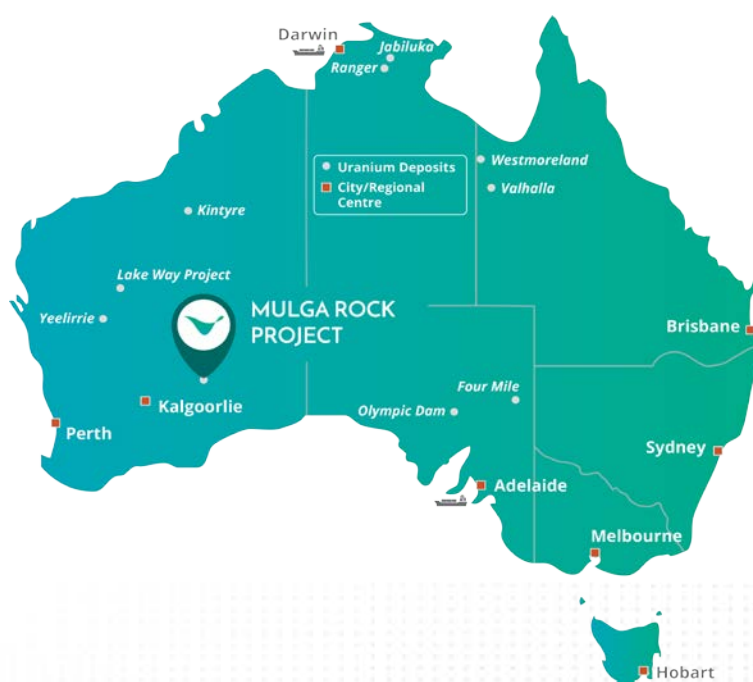 Darwin
Jabiluka
Ranger
Uranium Deposits
City/Regional
Centre
Westmoreland
Valhalla
Kintyre
Lake Way Project
Yeelirrie
MULGA ROCK
PROJECT
Brisbane
Kalgoorlie
Four Mile
Olympic Dam
Perth
Sydney
Adelaide
Melbourne
Hobart